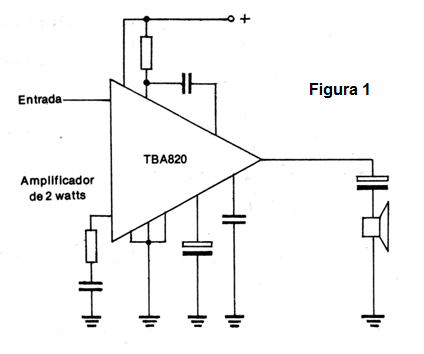 +
Figura 1
Entrada
TBA820
Amplificador
de 2 watts